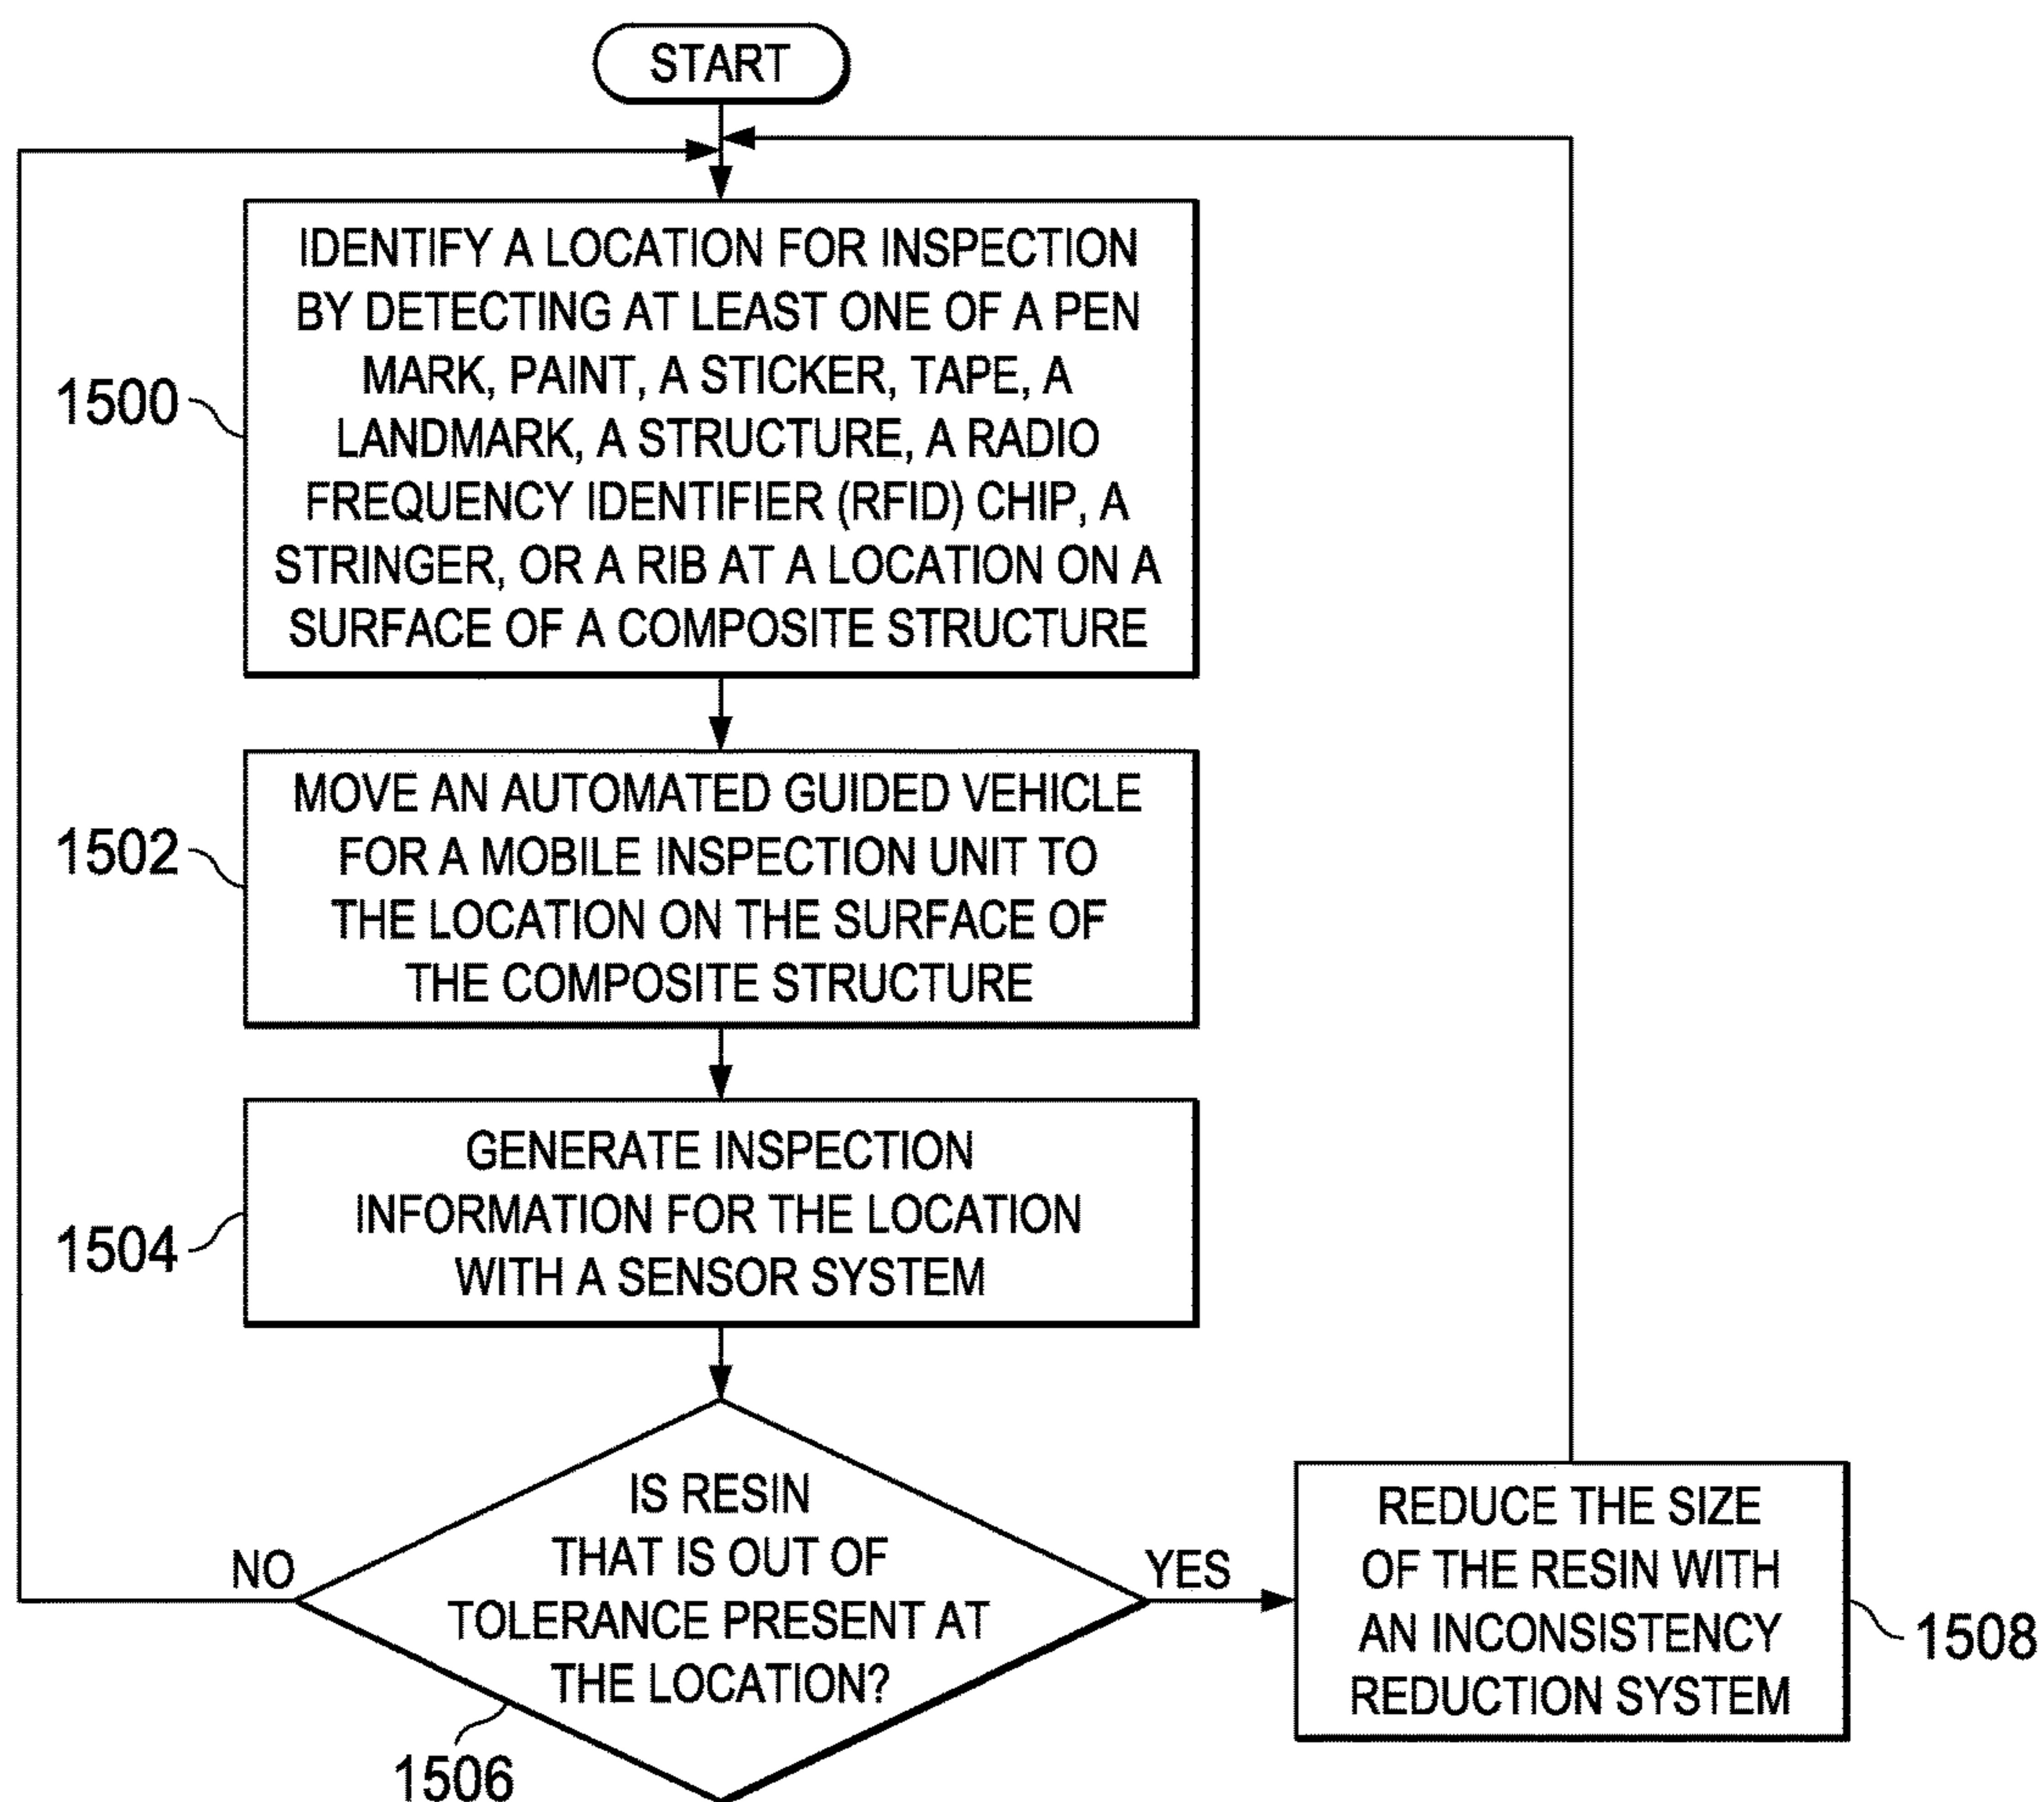 START
IDENTIFY A LOCATION FOR INSPECTION
BY DETECTING AT LEAST ONE OF A PEN
MARK, PAINT, A STICKER, TAPE, A
LANDMARK, A STRUCTURE, A RADIO
FREQUENCY IDENTIFIER (RFID) CHIP, A
STRINGER, OR A RIB AT A LOCATION ON A
SURFACE OF A COMPOSITE STRUCTURE
1500
MOVE AN AUTOMATED GUIDED VEHICLE
FOR A MOBILE INSPECTION UNIT TO
THE LOCATION ON THE SURFACE OF
THE COMPOSITE STRUCTURE
1502
GENERATE INSPECTION
INFORMATION FOR THE LOCATION
WITH A SENSOR SYSTEM
1504
IS RESIN
THAT IS OUT OF
TOLERANCE PRESENT AT
THE LOCATION?
1506
NO
YES
REDUCE THE SIZE
OF THE RESIN WITH
AN INCONSISTENCY
REDUCTION SYSTEM
1508